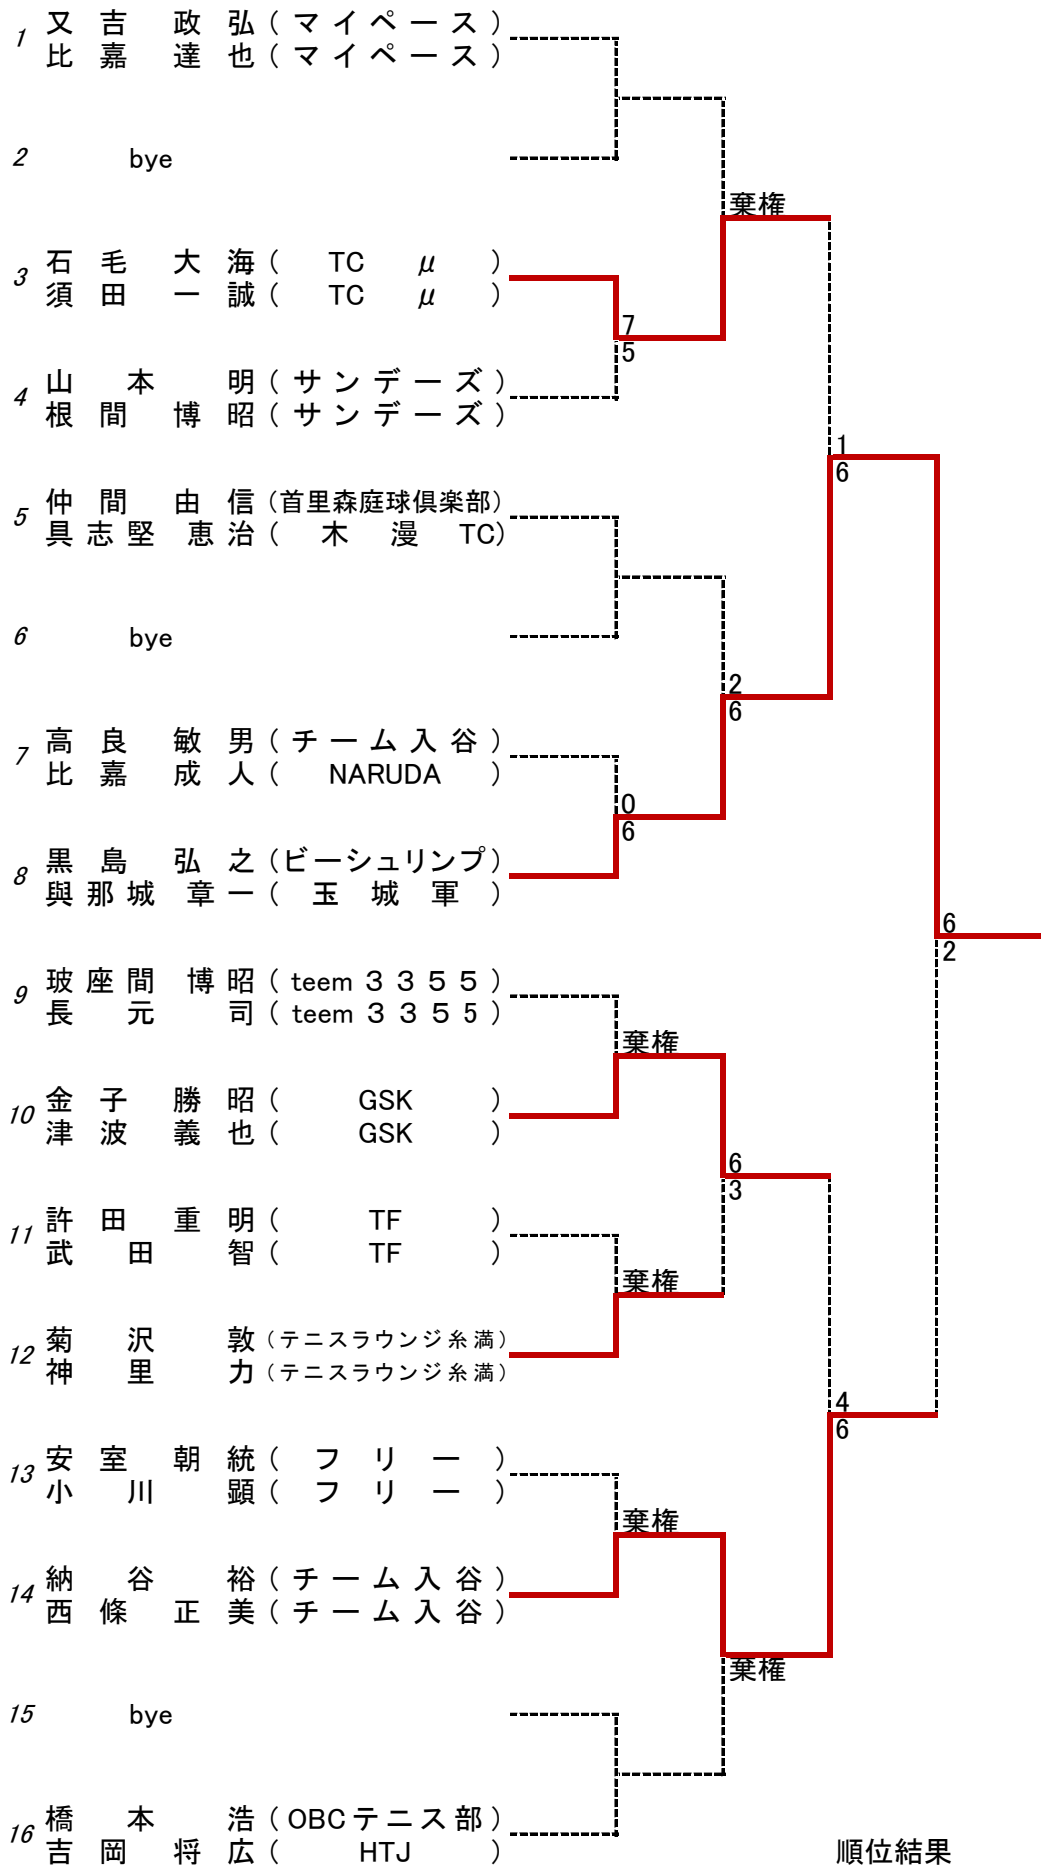 1 又吉 政弘 ( マイペース )
比嘉 達也 ( マイペース )
2 bye
棄権
3 石毛 大海 ( TC μ )
須田 一誠 ( TC μ )
7
5
4 山本 明 ( サンデーズ )
根間 博昭 ( サンデーズ )
1
6
5 仲間 由信 (首里森庭球倶楽部)
具志堅 恵治 ( 木漫 TC)
6 bye
2
6
7 高良 敏男 ( チーム入谷 )
比嘉 成人 ( NARUDA )
0
6
8 黒島 弘之 (ビーシュリンプ)
與那城 章一 ( 玉城軍 )
6
2
9 玻座間 博昭 ( teem 3355 )
長元 司 ( teem 3355 )
棄権
10 金子 勝昭 ( GSK )
津波 義也 ( GSK )
6
3
11 許田 重明 ( TF )
武田 智 ( TF )
棄権
12 菊沢 敦 (テニスラウンジ糸満)
神里 力 (テニスラウンジ糸満)
4
6
13 安室 朝統 ( フリー )
小川 顕 ( フリー )
棄権
14 納谷 裕 ( チーム入谷 )
西條 正美 ( チーム入谷 )
棄権
15 bye
16 橋本 浩 ( OBCテニス部 )
吉岡 将広 ( HTJ )
順位結果